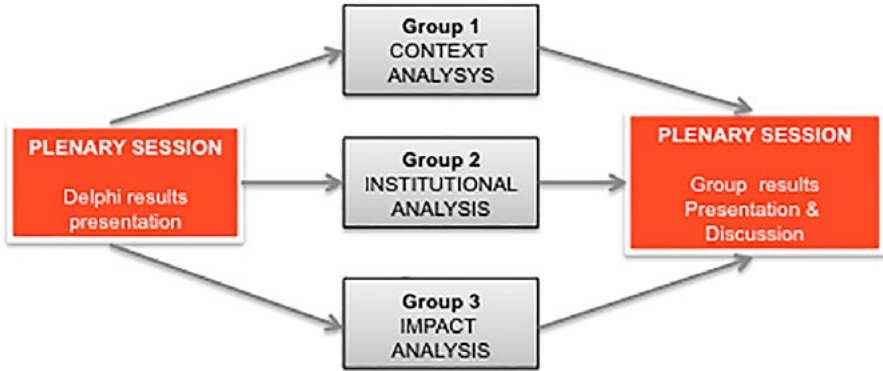 Group 1
CONTEXT
ANALYSYS
PLENARY SESSION
Delphi results
presentation
Group 2
INSTITUTIONAL
ANALYSIS
PLENARY SESSION
Group results
Presentation &
Discussion
Group 3
IMPACT
ANALYSIS